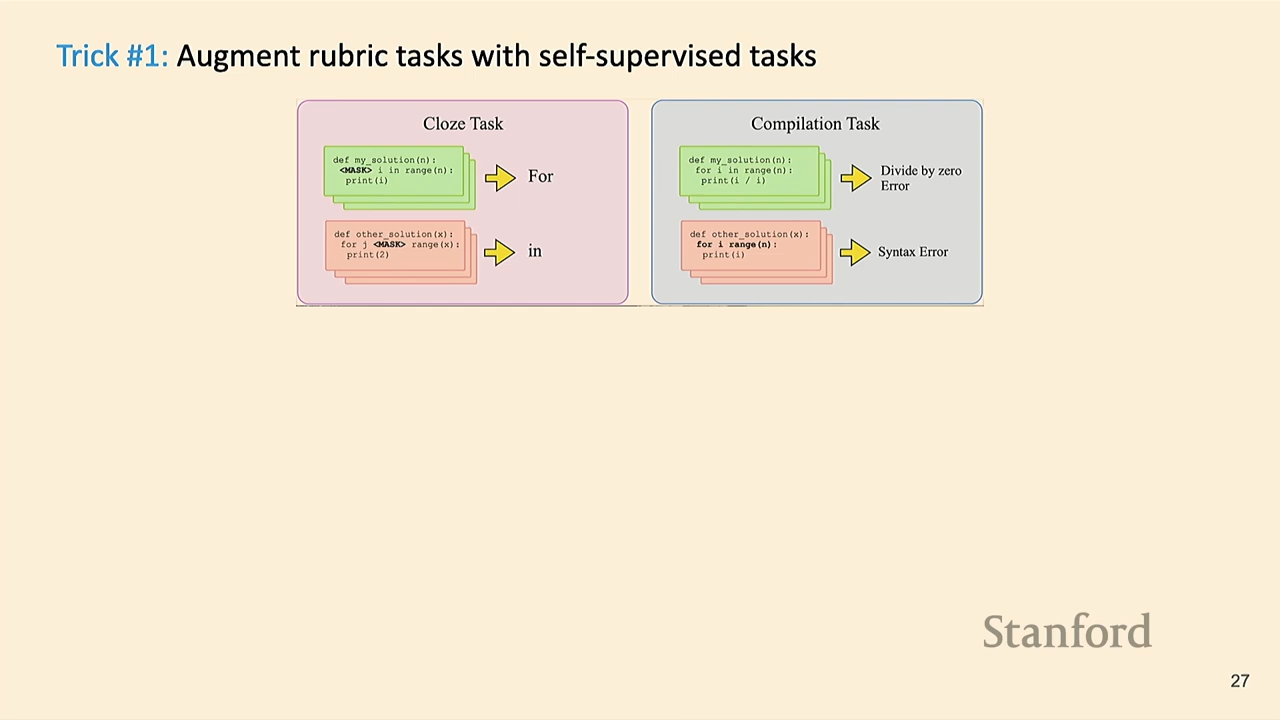 Trick #1: Augment rubric tasks with self-supervised tasks
Cloze Task
def my_solution(n):
<MASK> i in range(n):
print(i)
For
def other_solution(x):
for j <MASK> range(x):
print(2)
in
Compilation Task
def my_solution(n):
for i in range(n):
print(i / i)
Divide by zero
Error
def other_solution(x):
for i range(n):
print(i)
Syntax Error
Stanford
27